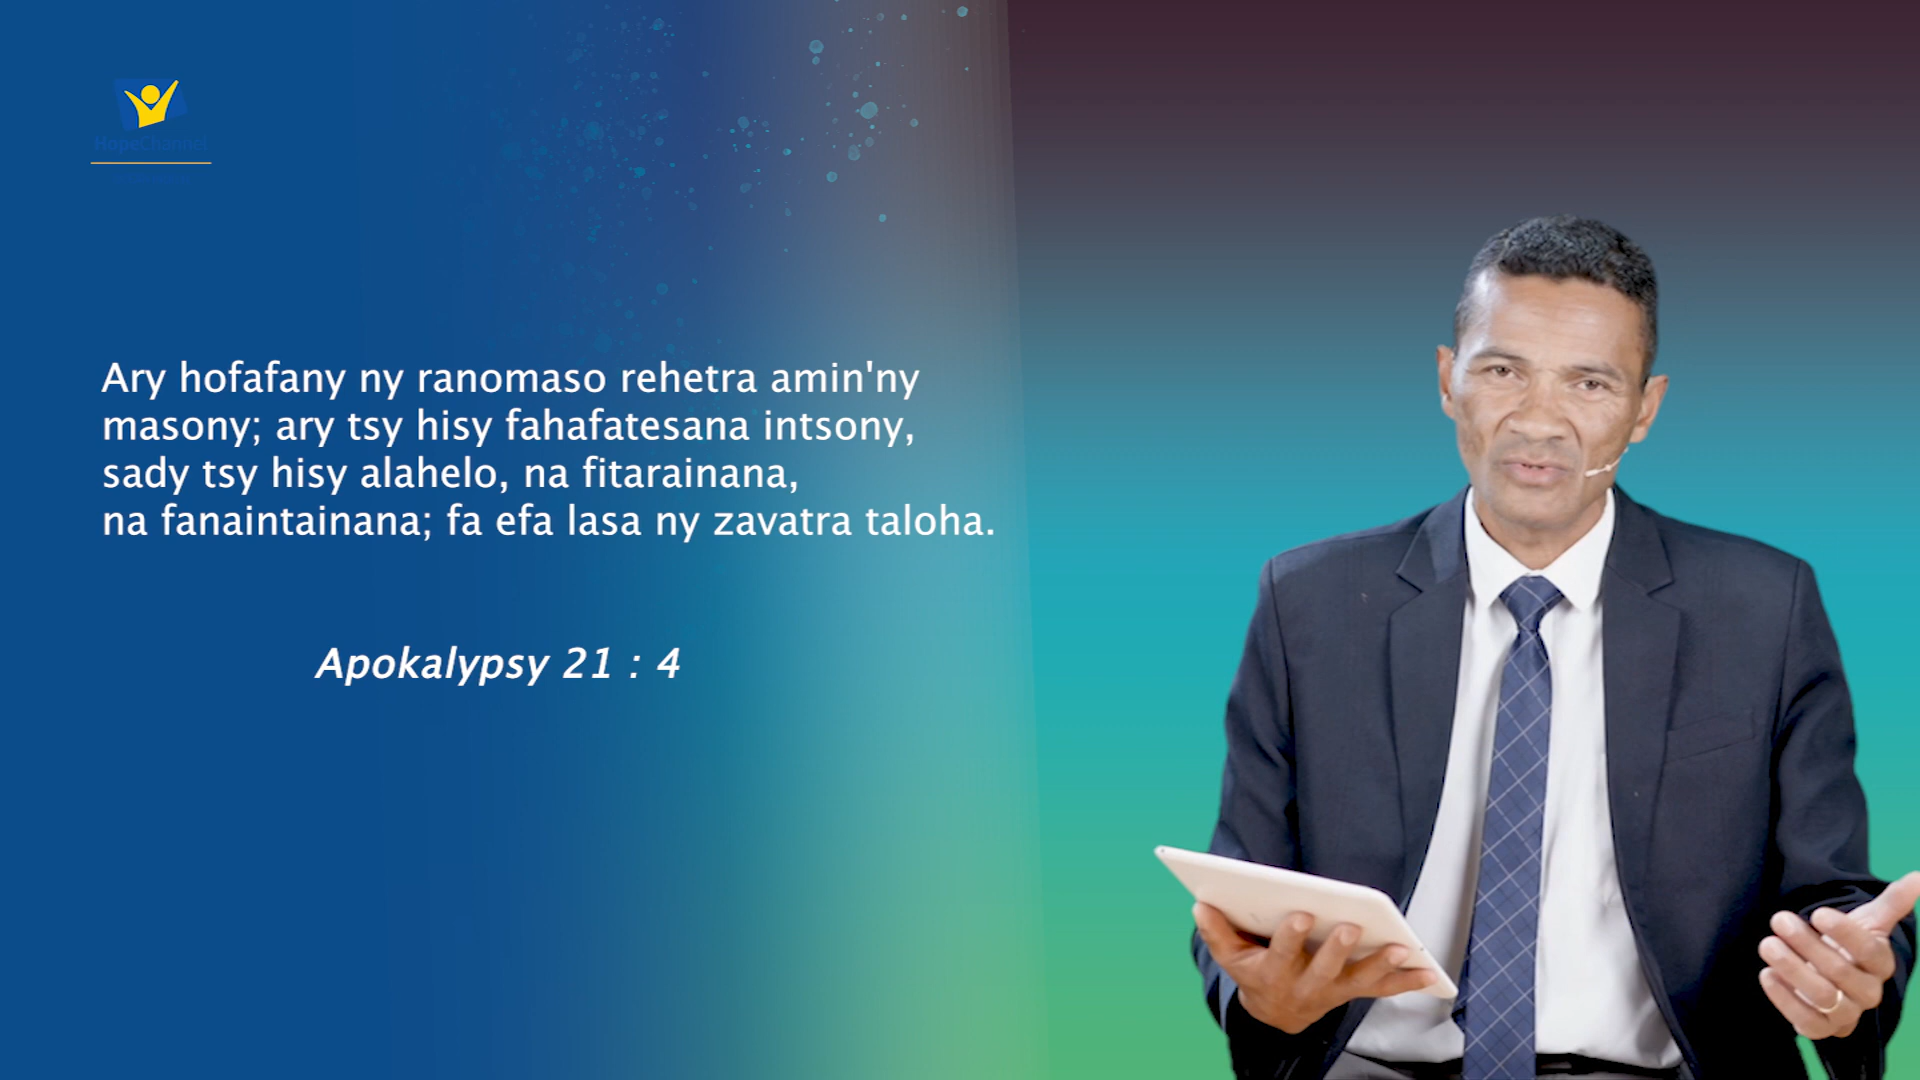 HopeChannel
Ary hofafany ny ranomaso rehetra amin'ny
masony; ary tsy hisy fahafatesana intsony,
sady tsy hisy alahelo, na fitarainana,
na fanaintainana; fa efa lasa ny zavatra taloha.
Apokalypsy 21 : 4